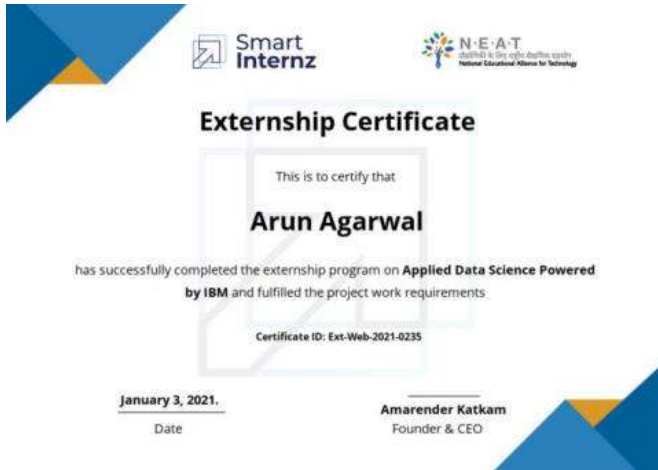 Smart
Internz
N·E·A·T
National Educational Alliance for Technology
Externship Certificate
This is to certify that
Arun Agarwal
has successfully completed the externship program on Applied Data Science Powered
by IBM and fulfilled the project work requirements
Certificate ID: Ext-Web-2021-0235
January 3, 2021.
Date
Amarender Katkam
Founder & CEO